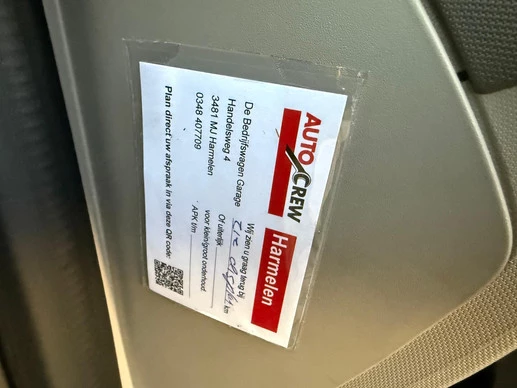 AUTO CREW
Harmelen
De Bedrijfswagen Garage
Handelsweg 4
3481 MJ Harmelen
0348 407709
Wij zien u graag terug bij
km
Of uiterlijk
voor klein/groot onderhoud.
APK t/m
Plan direct uw afspraak in via deze QR code: